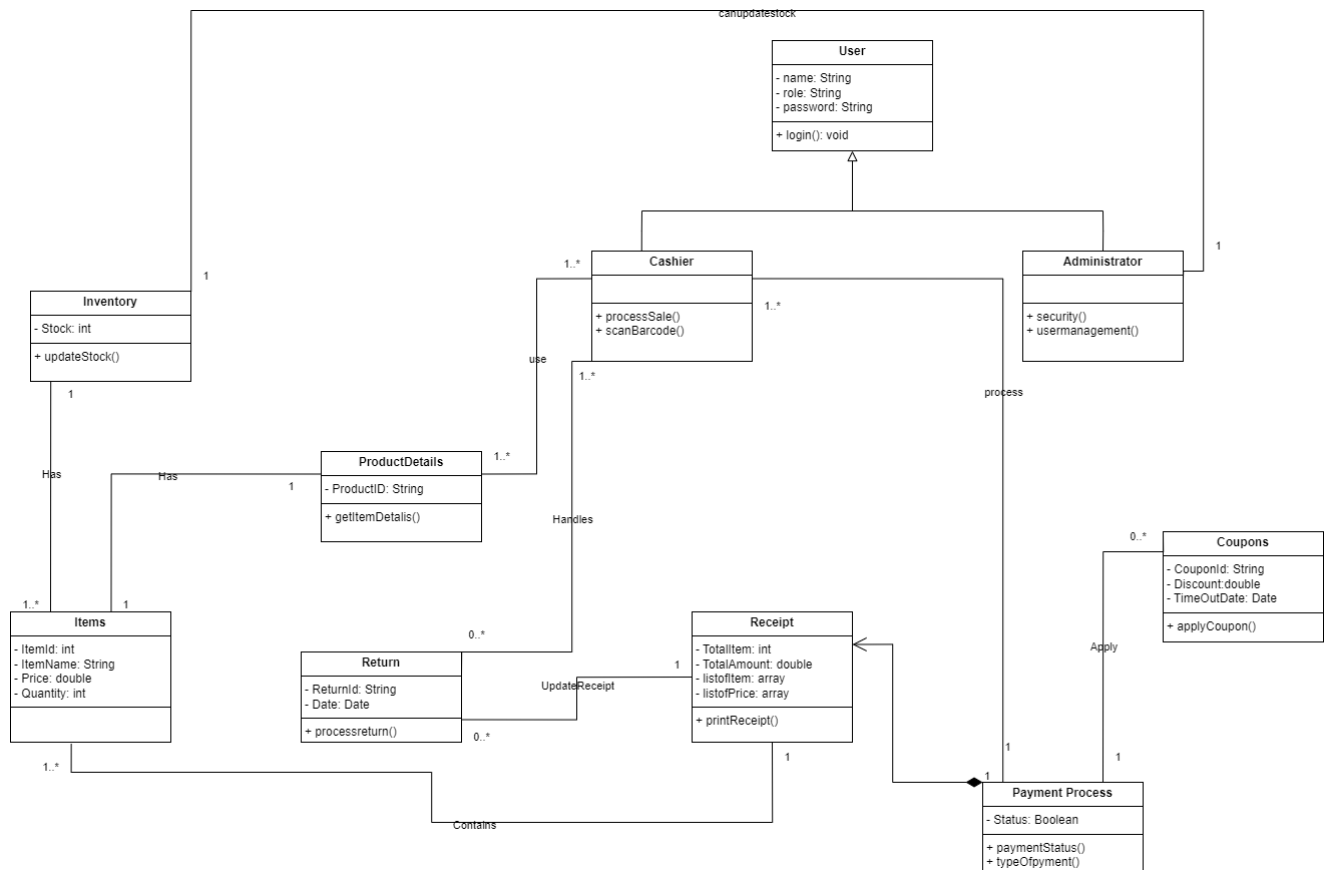 canupdatestock
User
- name: String
- role: String
- password: String
+ login(): void
1
1
Inventory
- Stock: int
+ updateStock()
1
1..*
Cashier
+ processSale()
+ scanBarcode()
1..*
1..*
Administrator
+ security()
+ usermanagement()
use
process
Has
Has
1
ProductDetails
- ProductID: String
+ getItemDetalis()
1..*
Handles
0..*
Coupons
- CouponId: String
- Discount:double
- TimeOutDate: Date
+ applyCoupon()
1..*
1
Items
- ItemId: int
- ItemName: String
- Price: double
- Quantity: int
1..*
0..*
Return
- ReturnId: String
- Date: Date
+ processreturn()
0..*
UpdateReceipt
1
Receipt
- TotalItem: int
- TotalAmount: double
- listofItem: array
- listofPrice: array
+ printReceipt()
1
Apply
Contains
1
1
1
Payment Process
- Status: Boolean
+ paymentStatus()
+ typeOfpyment()